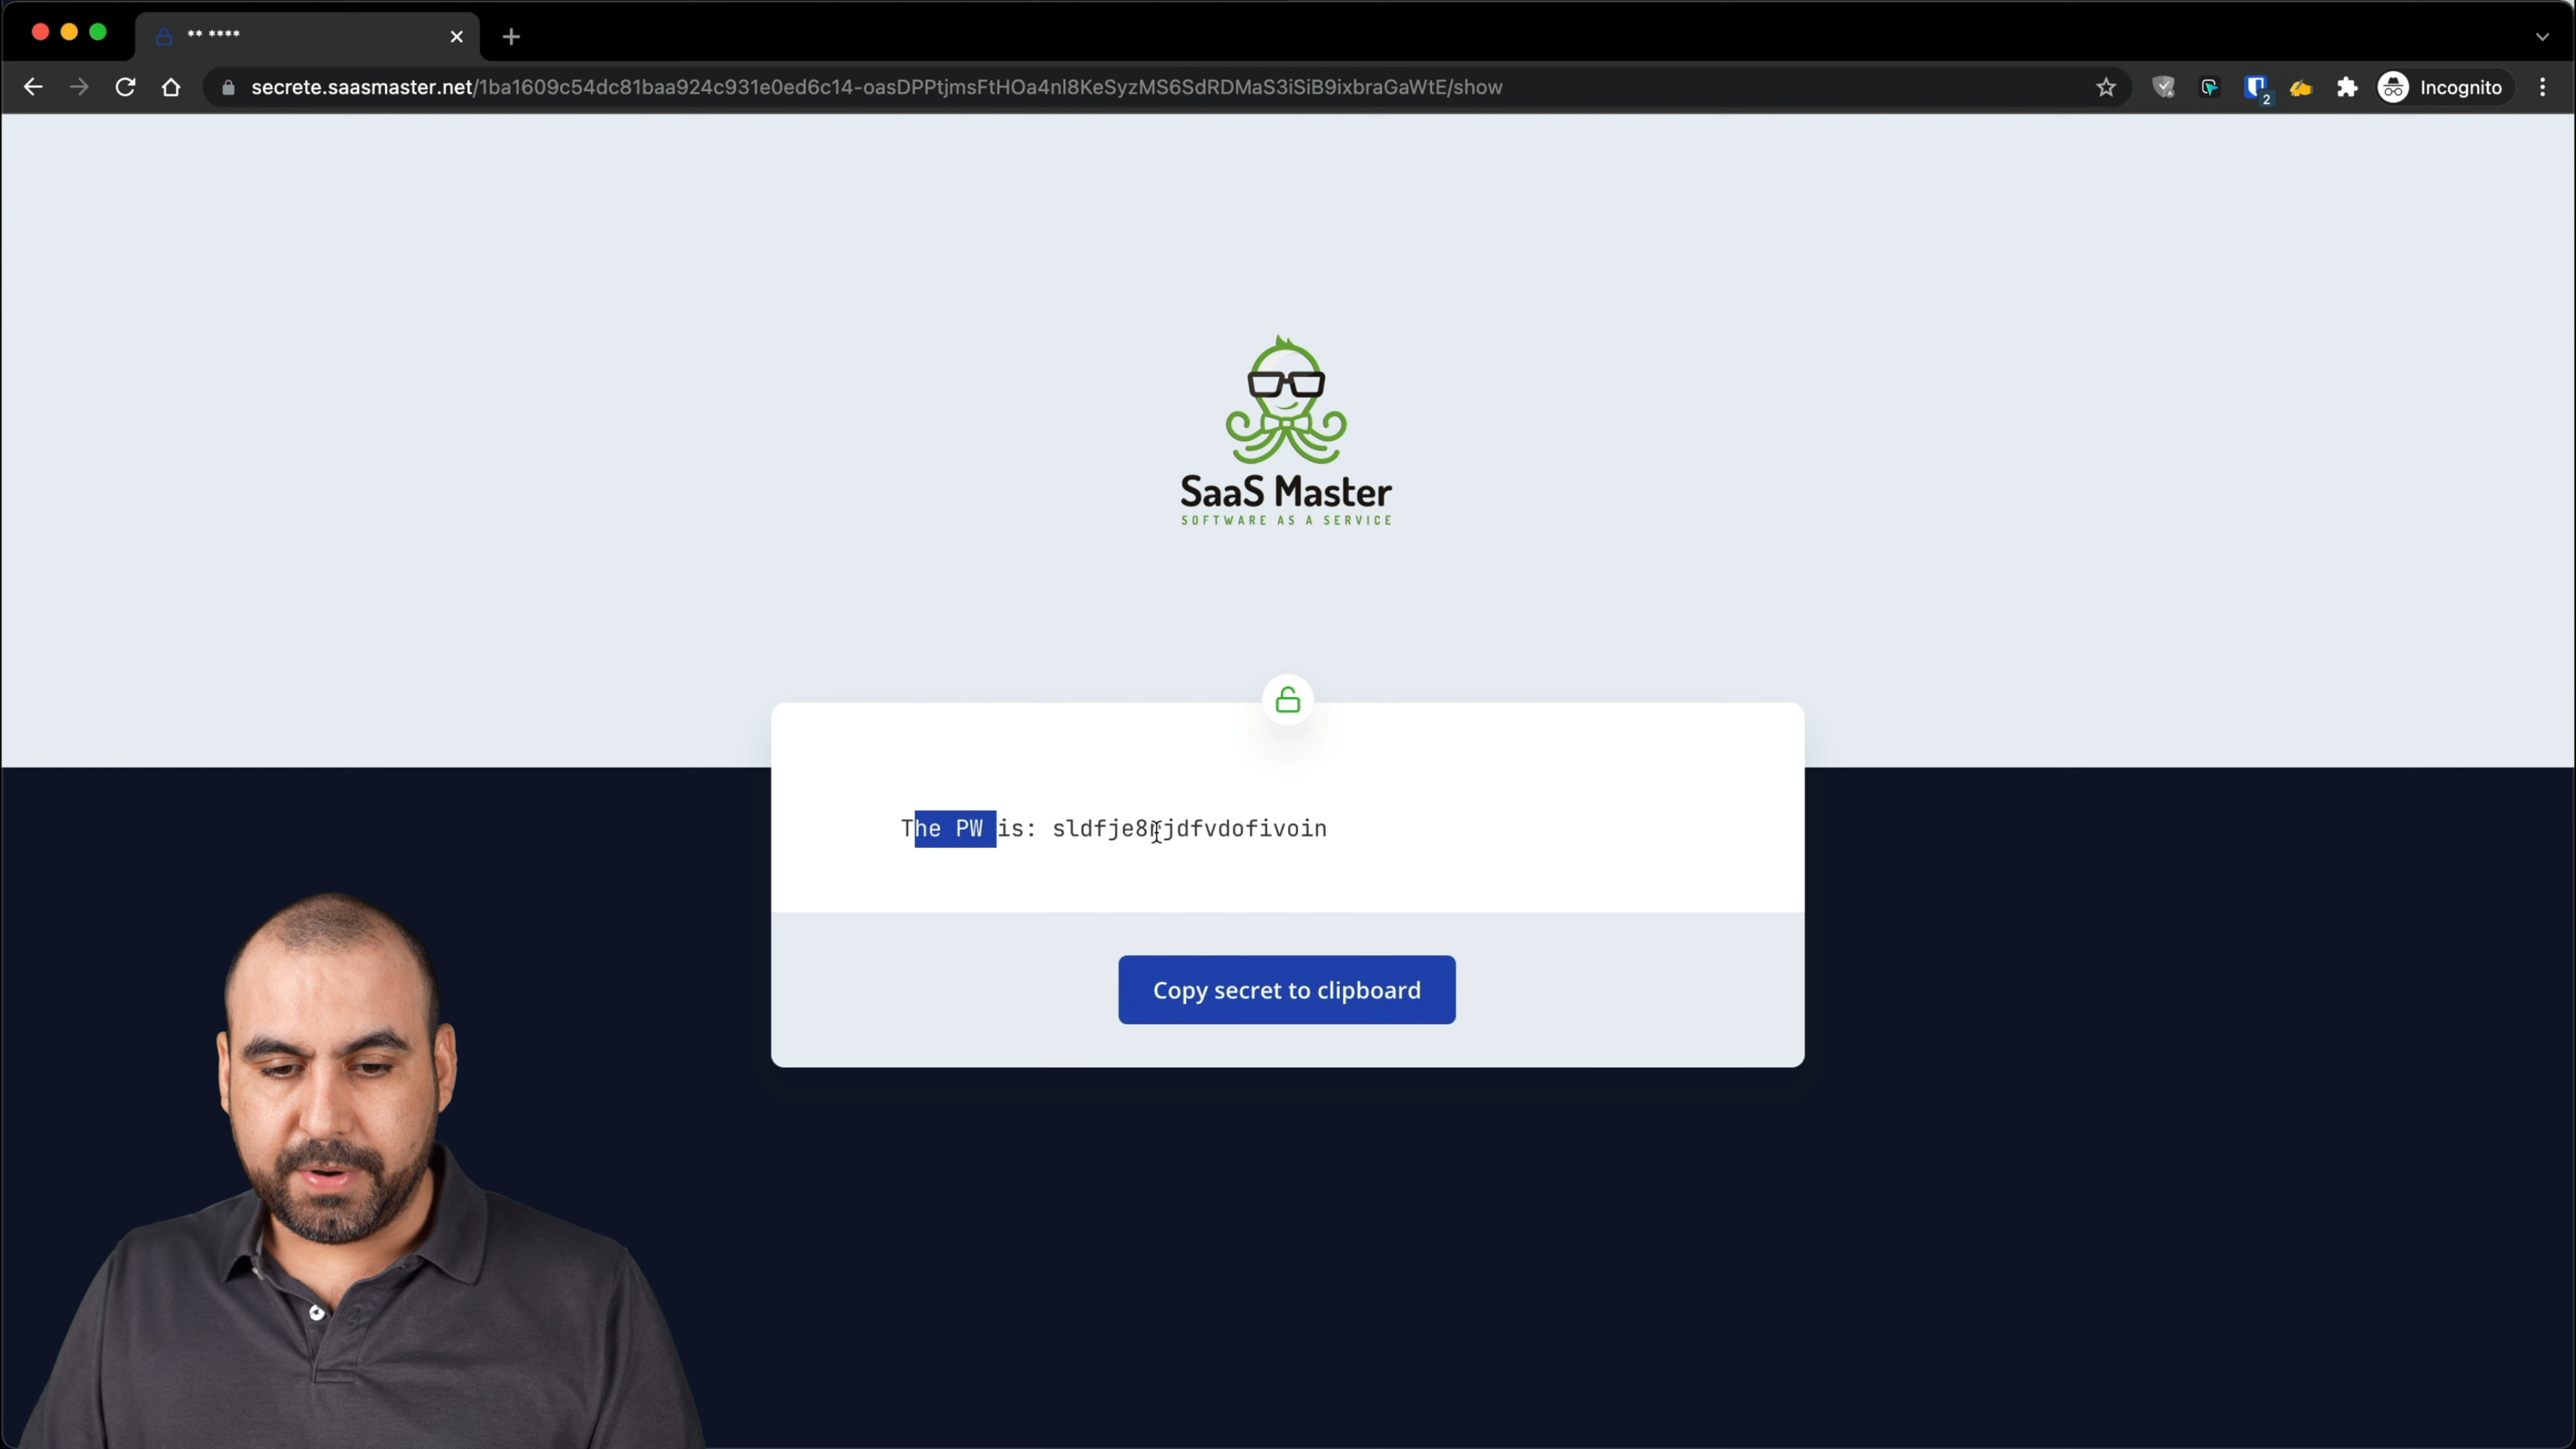 ** ****
secrete.saasmaster.net/1ba1609c54dc81baa924c931e0ed6c14-oasDPPtjmsFtHOa4nl8KeSyzMS6SdRDMaS3iSiB9ixbraGaWtE/show
2
Incognito
SaaS Master
SOFTWARE AS A SERVICE
The PW is:
Copy secret to clipboard